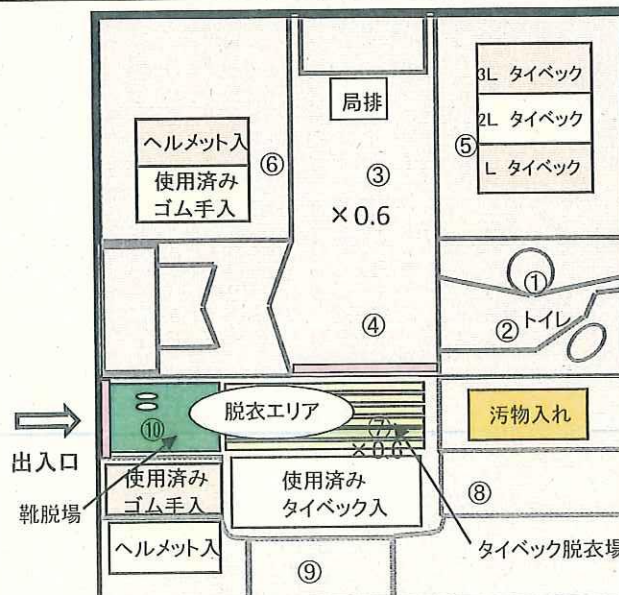 局排
3L タイベック
2L タイベック
L タイベック
⑤
ヘルメット入
使用済み
ゴム手入
⑥
③
×0.6
①
② トイレ
④
出入口
⑩
脱衣エリア
⑦
×0.6
汚物入れ
靴脱場
使用済み
ゴム手入
使用済み
タイベック入
⑧
ヘルメット入
⑨
タイベック脱衣場